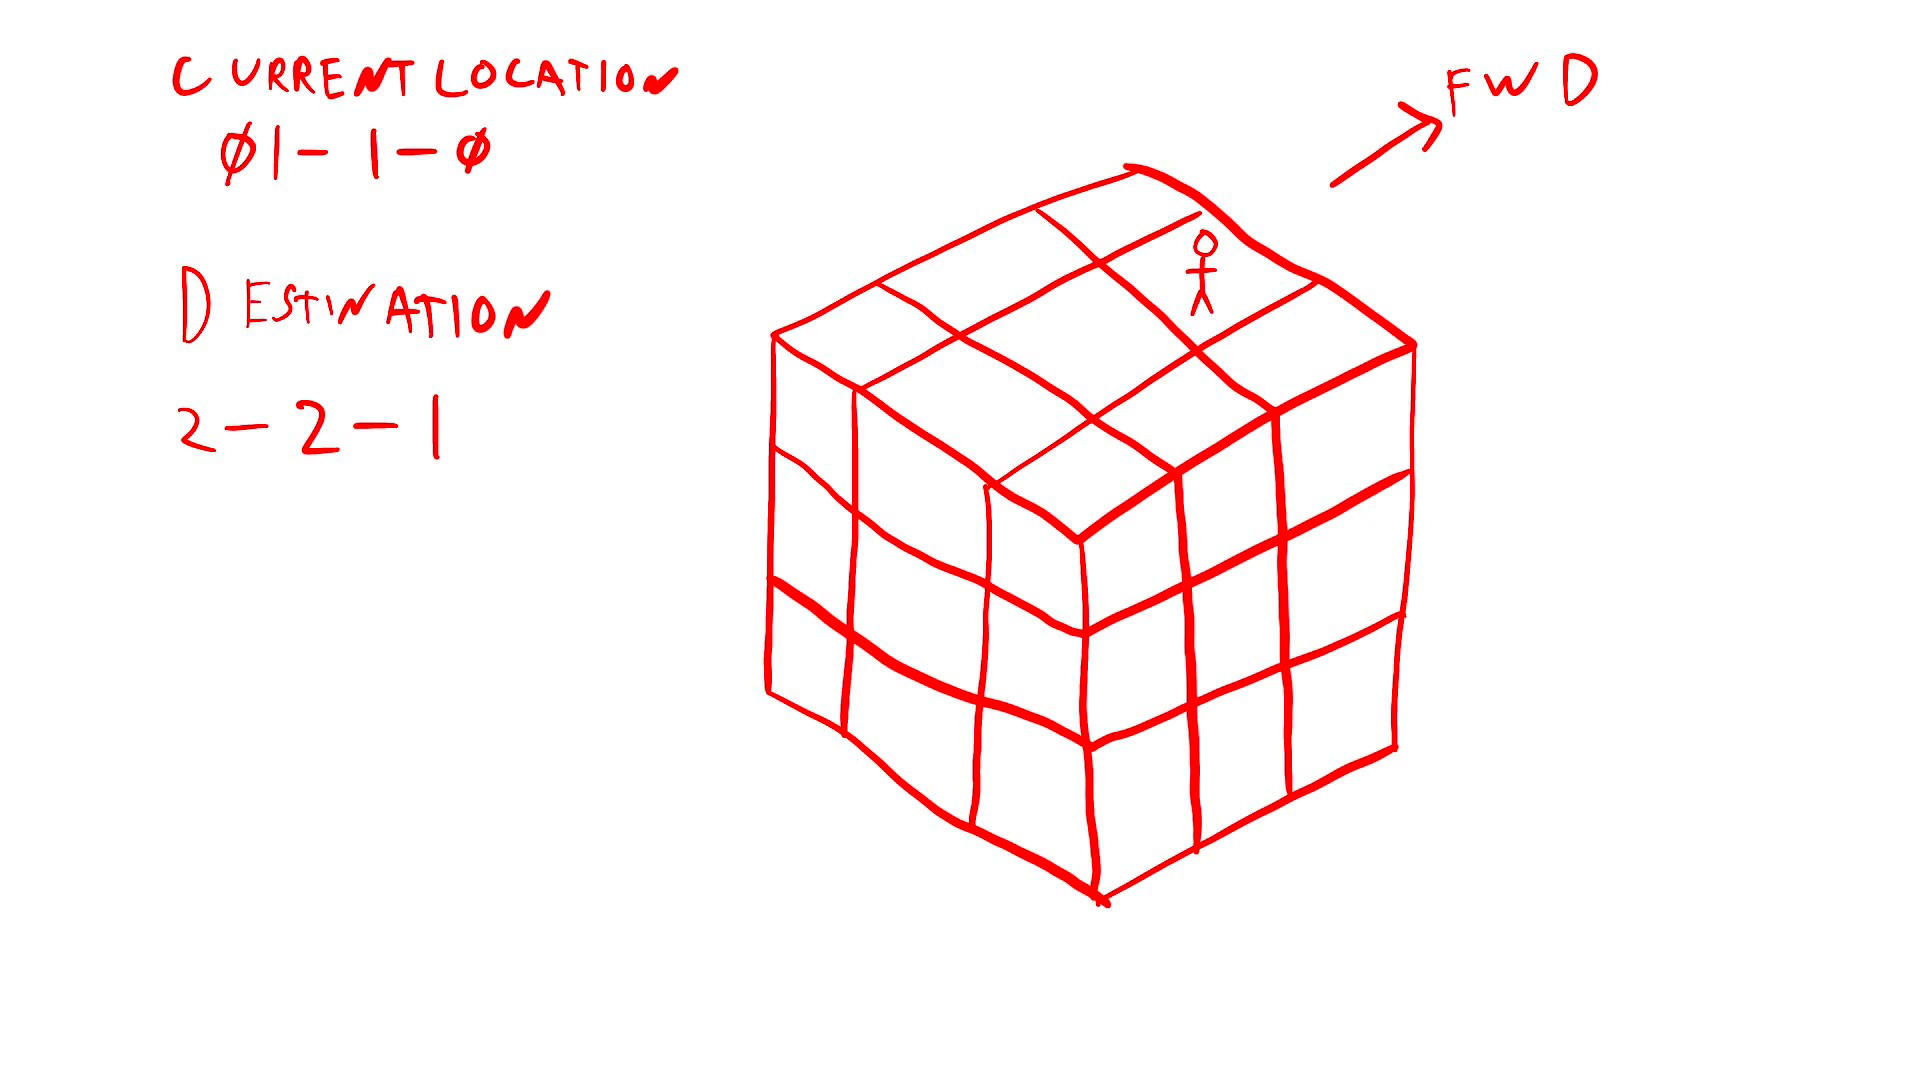 CURRENT LOCATION
Ø1-1-Ø
FWD
DESTINATION
2-2-1